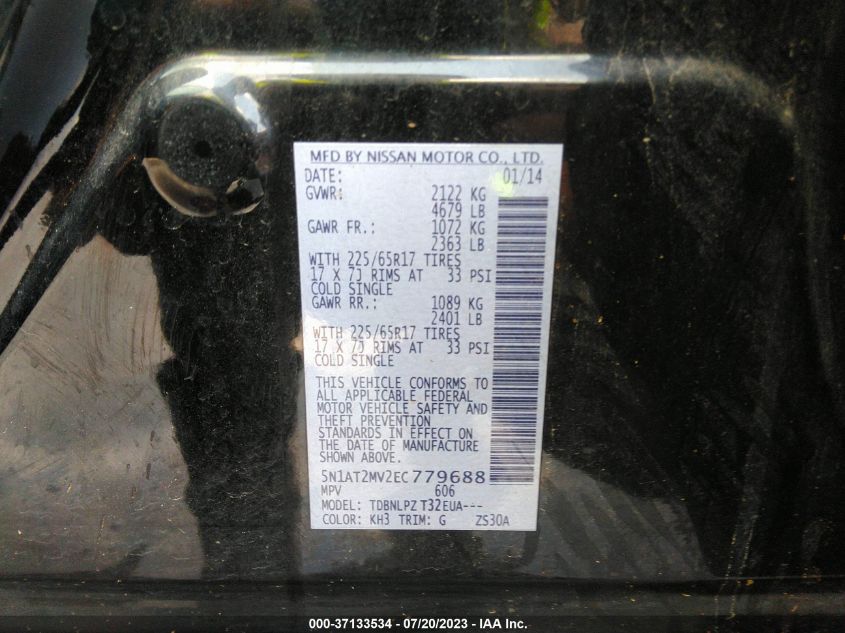 MFD BY NISSAN MOTOR CO., LTD.
DATE: 01/14
GVWR: 2122 KG
4679 LB
GAWR FR.: 1072 KG
2363 LB
WITH 225/65R17 TIRES
17 X 7J RIMS AT 33 PSI
COLD SINGLE
GAWR RR.: 1089 KG
2401 LB
WITH 225/65R17 TIRES
17 X 7J RIMS AT 33 PSI
COLD SINGLE
THIS VEHICLE CONFORMS TO
ALL APPLICABLE FEDERAL
MOTOR VEHICLE SAFETY AND
THEFT PREVENTION
STANDARDS IN EFFECT ON
THE DATE OF MANUFACTURE
SHOWN ABOVE.
5N1AT2MV2EC779688
MPV 606
MODEL: TDBNLPZ T32EUA---
COLOR: KH3 TRIM: G ZS30A
000-37133534 - 07/20/2023 - IAA Inc.